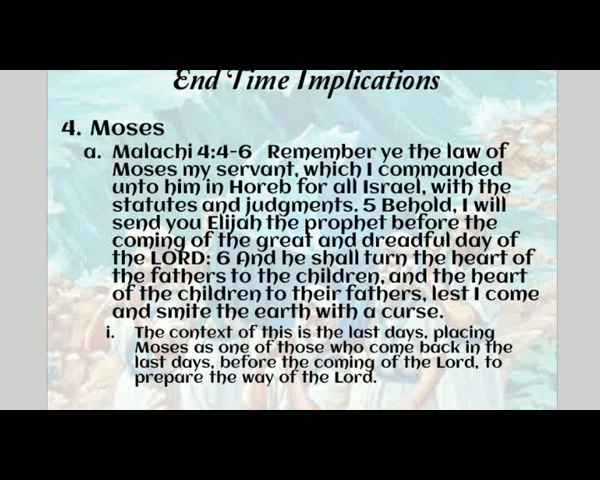 End Time Implications
4. Moses
a. Malachi 4:4-6 Remember ye the law of
Moses my servant, which I commanded
unto him in Horeb for all Israel, with the
statutes and judgments. 5 Behold, I will
send you Elijah the prophet before the
coming of the great and dreadful day of
the LORD: 6 And he shall turn the heart of
the fathers to the children, and the heart
of the children to their fathers, lest I come
and smite the earth with a curse.
i. The context of this is the last days, placing
Moses as one of those who come back in the
last days, before the coming of the Lord, to
prepare the way of the Lord.